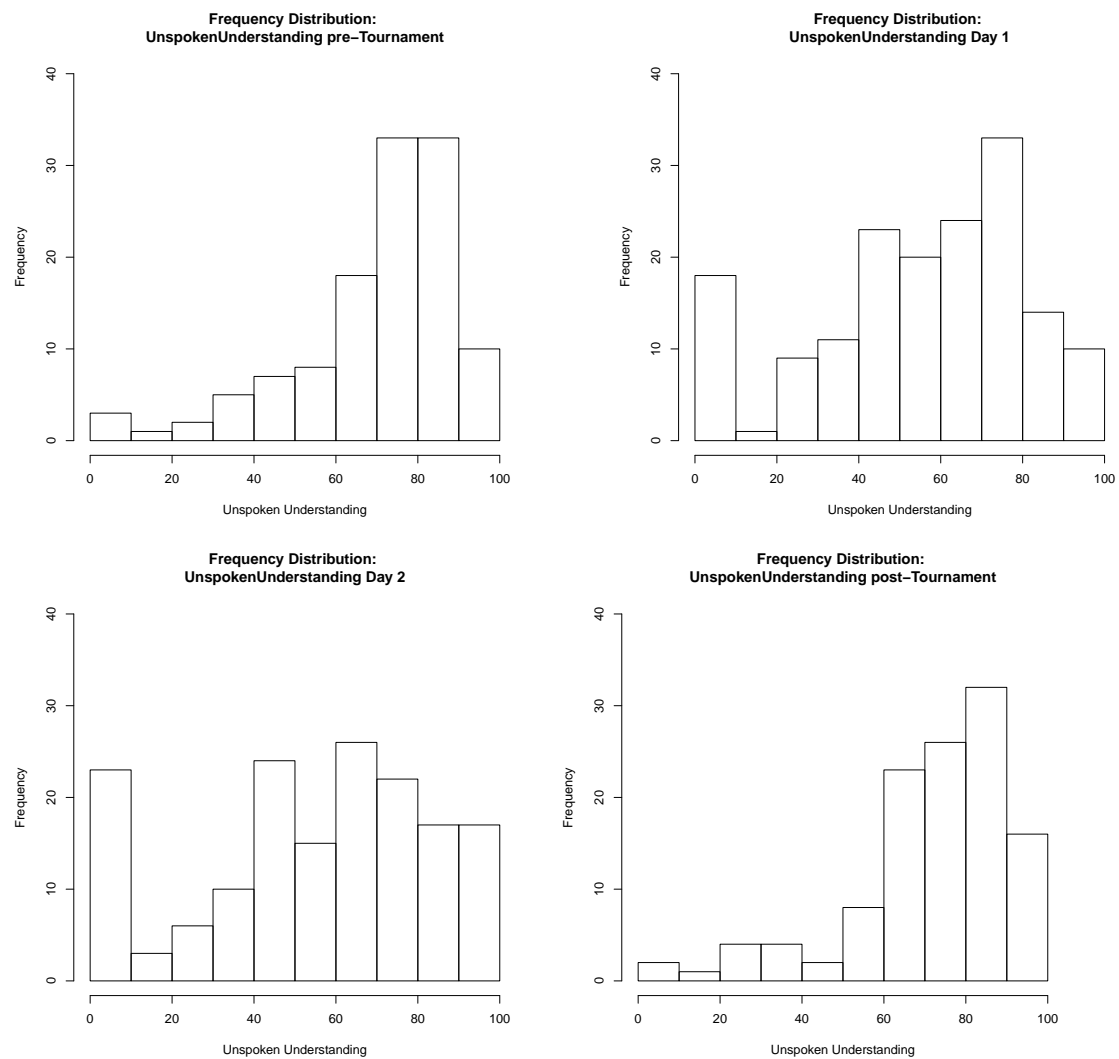 Frequency Distribution:
UnspokenUnderstanding pre−Tournament
40
30
20
10
0
Frequency
0 20 40 60 80 100
Unspoken Understanding
Frequency Distribution:
UnspokenUnderstanding Day 1
40
30
20
10
0
Frequency
0 20 40 60 80 100
Unspoken Understanding
Frequency Distribution:
UnspokenUnderstanding Day 2
40
30
20
10
0
Frequency
0 20 40 60 80 100
Unspoken Understanding
Frequency Distribution:
UnspokenUnderstanding post−Tournament
40
30
20
10
0
Frequency
0 20 40 60 80 100
Unspoken Understanding